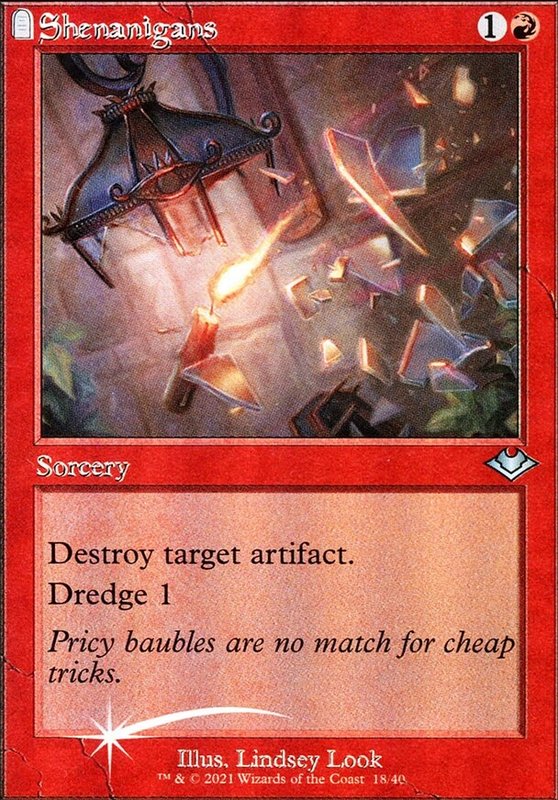 Shenanigans 1
Sorcery
Destroy target artifact.
Dredge 1
Pricy baubles are no match for cheap
tricks.
Illus. Lindsey Look
™ & © 2021 Wizards of the Coast 18/40